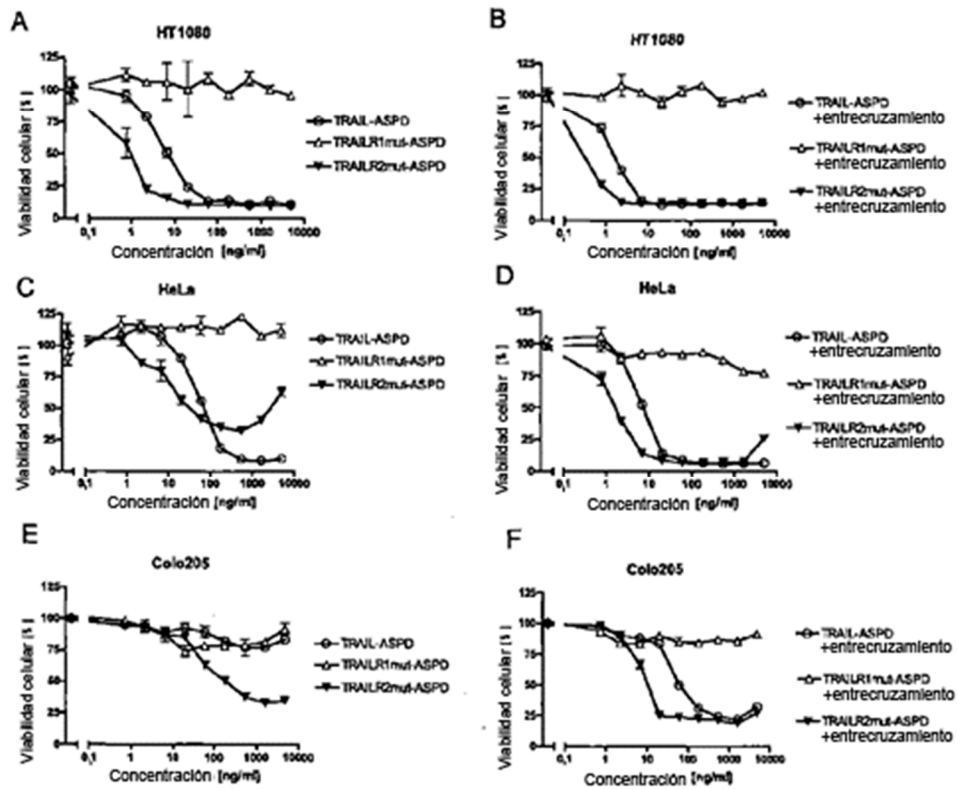 A
HT1080
Viabilidad celular [%]
125
100
75
50
25
0
0,1 1 10 100 1000 10000
Concentración [ng/ml]
TRAIL-ASPD
TRAILR1mut-ASPD
TRAILR2mut-ASPD
B
HT1080
Viabilidad celular [%]
125
100
75
50
25
0
0,1 1 10 100 1000 10000
Concentración [ng/ml]
TRAIL-ASPD
+entrecruzamiento
TRAILR1mut-ASPD
+entrecruzamiento
TRAILR2mut-ASPD
+entrecruzamiento
C
HeLa
Viabilidad celular [%]
125
100
75
50
25
0
0,1 1 10 100 1000 10000
Concentración [ng/ml]
TRAIL-ASPD
TRAILR1mut-ASPD
TRAILR2mut-ASPD
D
HeLa
Viabilidad celular [%]
125
100
75
50
25
0
0,1 1 10 100 1000 10000
Concentración [ng/ml]
TRAIL-ASPD
+entrecruzamiento
TRAILR1mut-ASPD
+entrecruzamiento
TRAILR2mut-ASPD
+entrecruzamiento
E
Colo205
Viabilidad celular [%]
125
100
75
50
25
0
0,1 1 10 100 1000 10000
Concentración [ng/ml]
TRAIL-ASPD
TRAILR1mut-ASPD
TRAILR2mut-ASPD
F
Colo205
Viabilidad celular [%]
125
100
75
50
25
0
0,1 1 10 100 1000 10000
Concentración [ng/ml]
TRAIL-ASPD
+entrecruzamiento
TRAILR1mut-ASPD
+entrecruzamiento
TRAILR2mut-ASPD
+entrecruzamiento